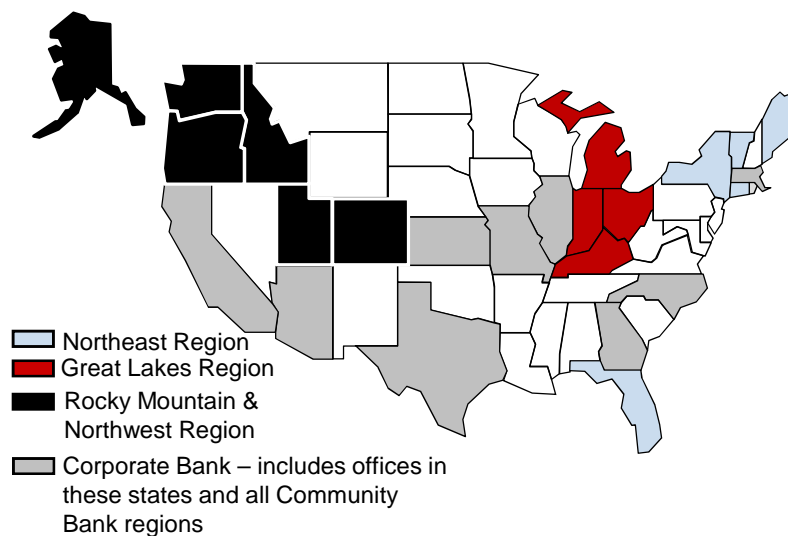 Northeast Region
Great Lakes Region
Rocky Mountain &
Northwest Region
Corporate Bank – includes offices in
these states and all Community
Bank regions